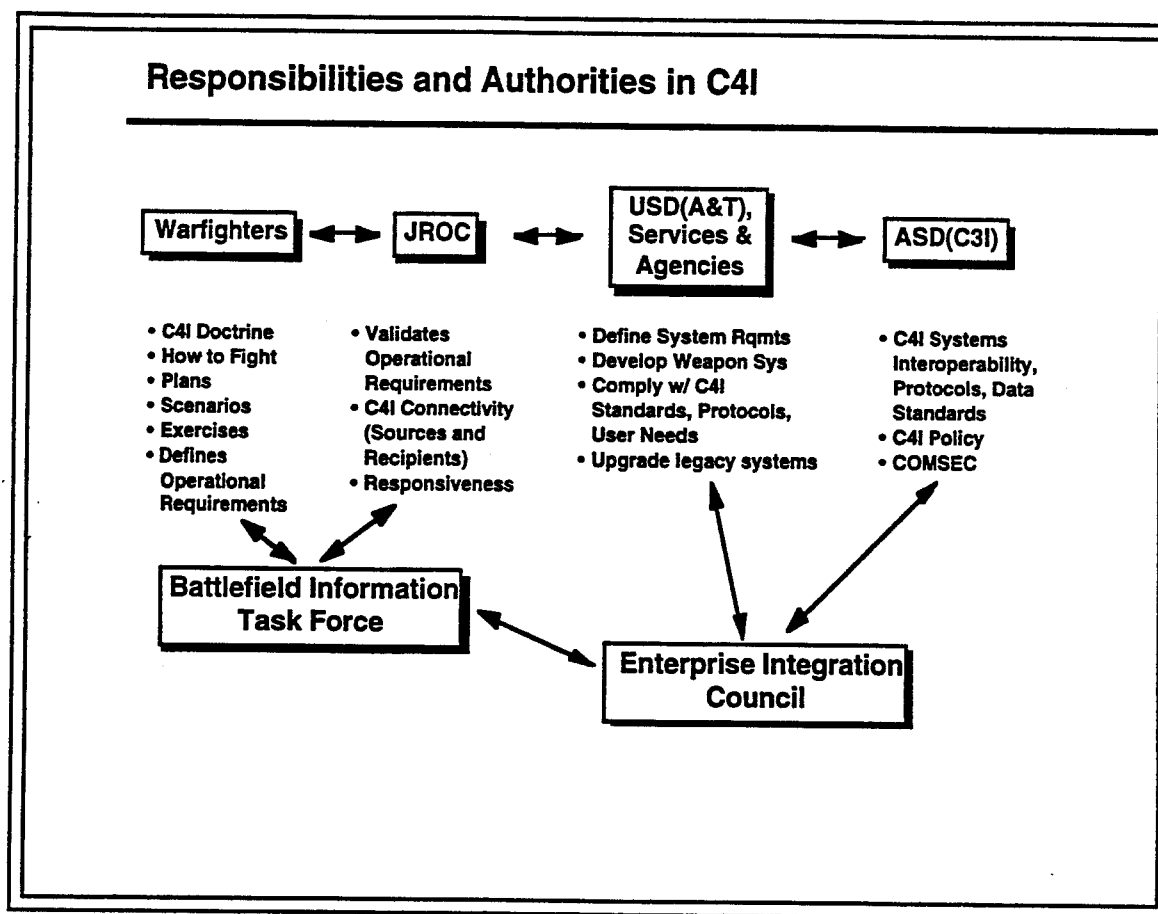 Responsibilities and Authorities in C4I
Warfighters
JROC
USD(A&T),
Services &
Agencies
ASD(C3I)
• C4I Doctrine
• How to Fight
• Plans
• Scenarios
• Exercises
• Defines
Operational
Requirements
• Validates
Operational
Requirements
• C4I Connectivity
(Sources and
Recipients)
• Responsiveness
• Define System Rqmts
• Develop Weapon Sys
• Comply w/ C4I
Standards, Protocols,
User Needs
• Upgrade legacy systems
• C4I Systems
Interoperability,
Protocols, Data
Standards
• C4I Policy
• COMSEC
Battlefield Information
Task Force
Enterprise Integration
Council